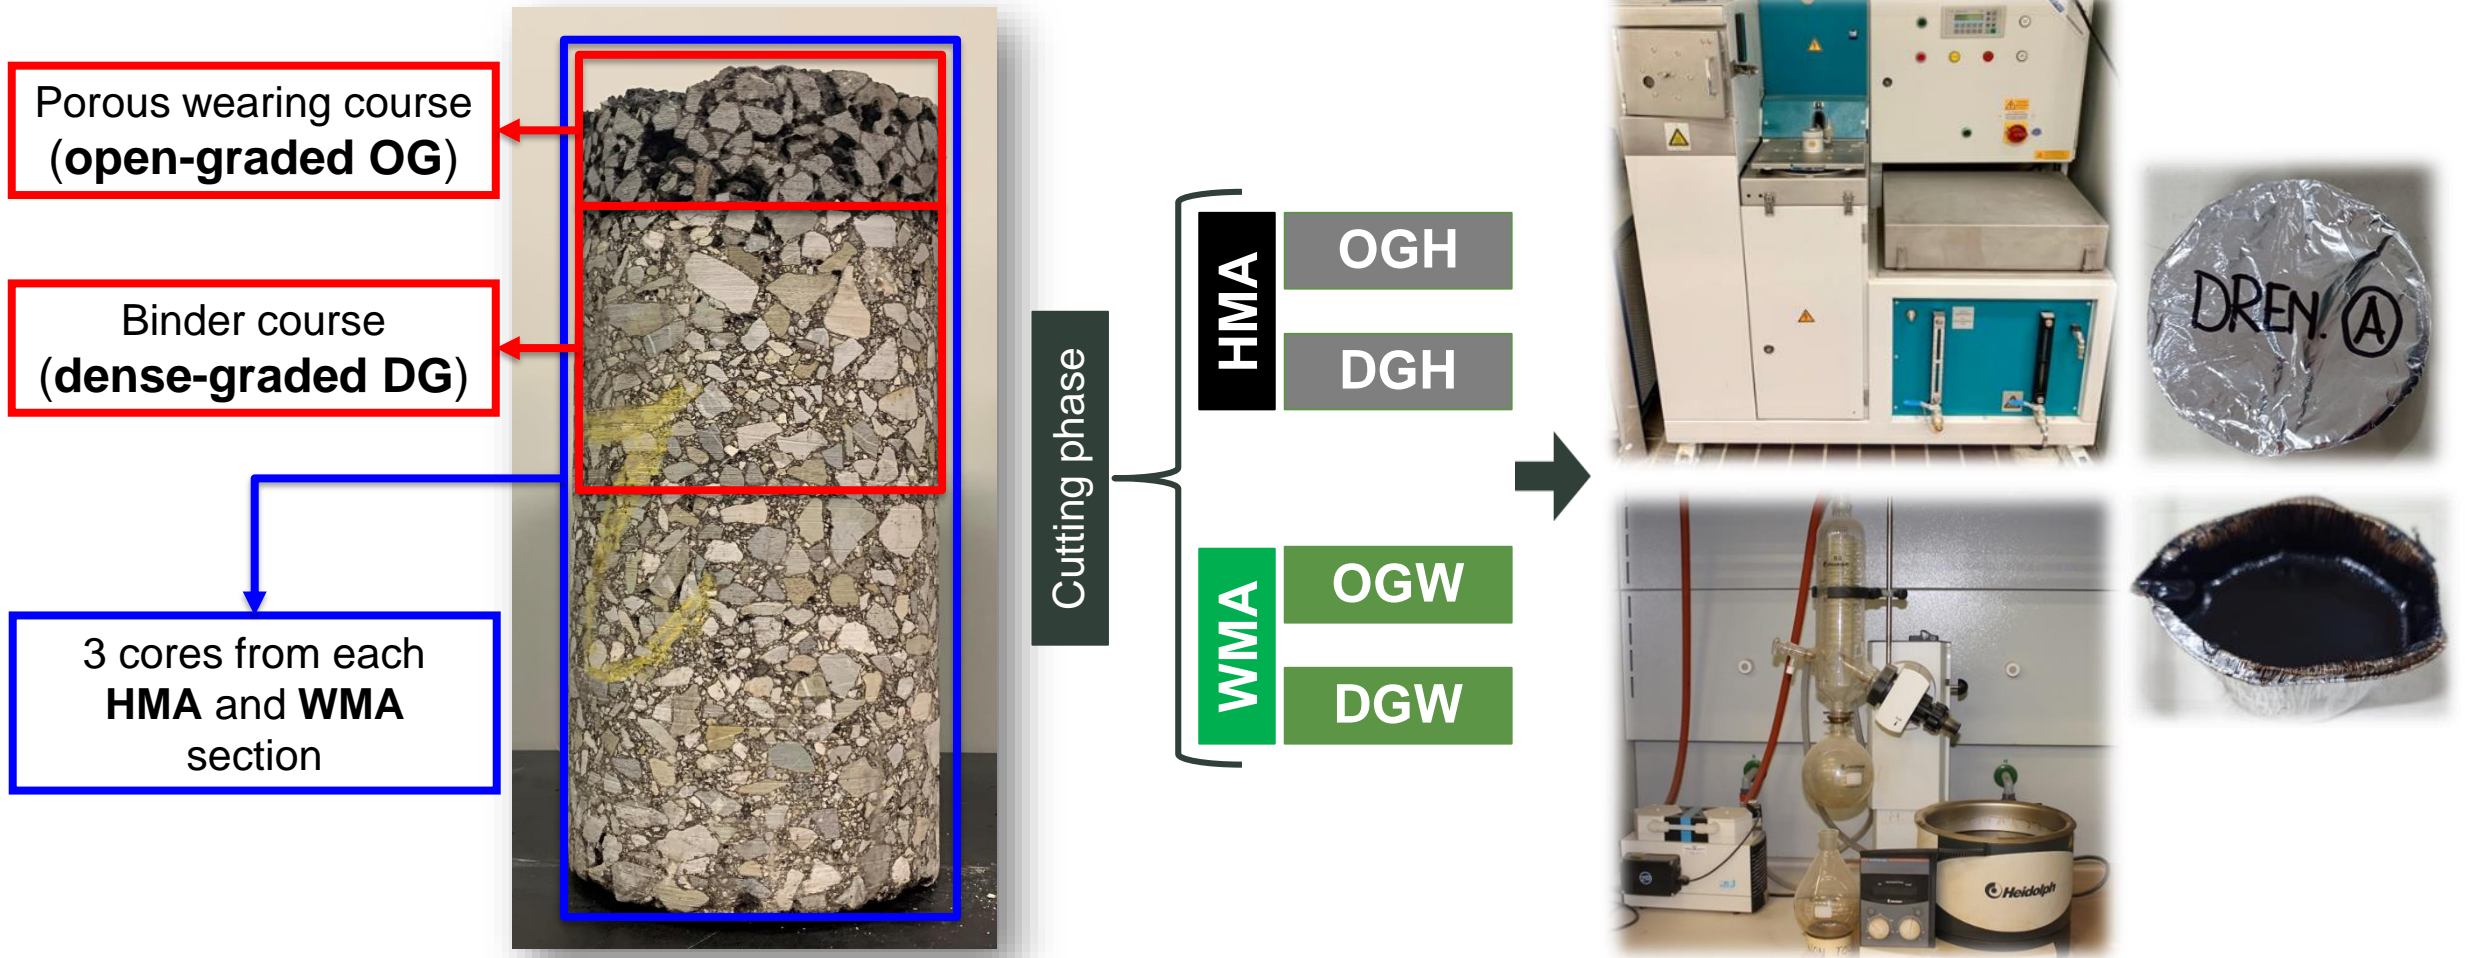 Porous wearing course
(open-graded OG)
Binder course
(dense-graded DG)
3 cores from each
HMA and WMA
section
Cutting phase
HMA
OGH
DGH
WMA
OGW
DGW
DREN. A
Heidolph